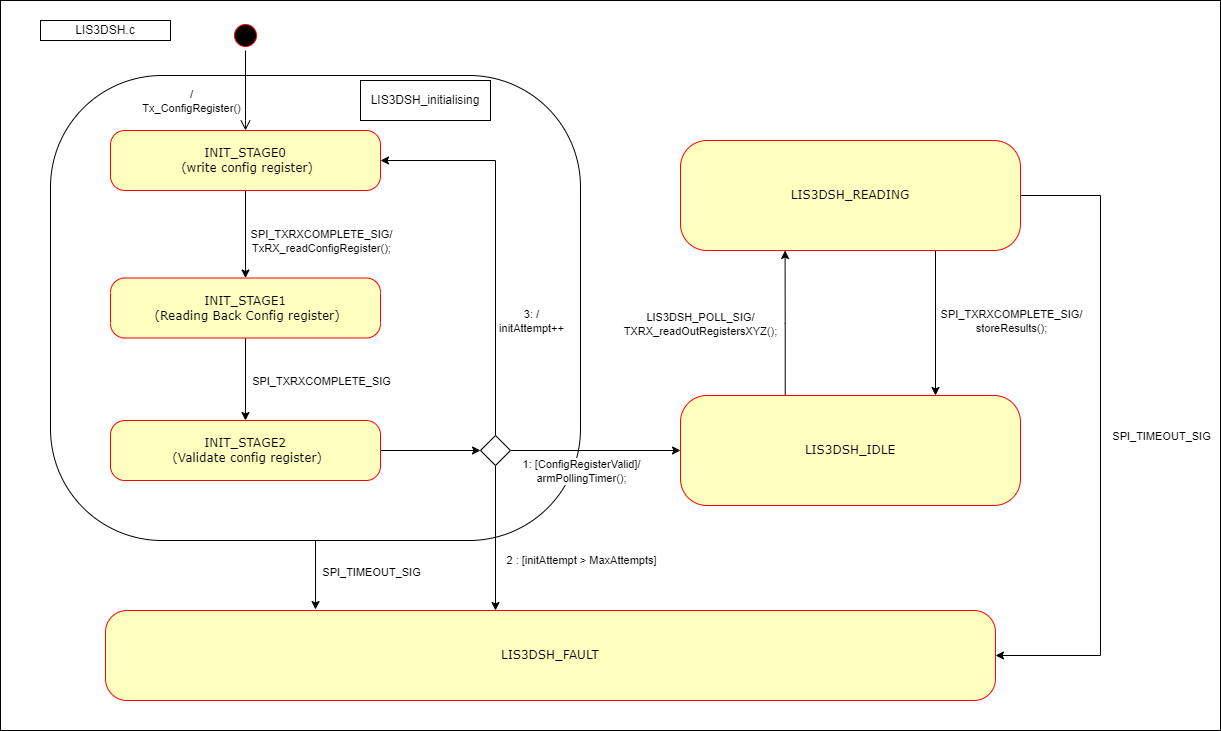 LIS3DSH.c
/
Tx_ConfigRegister()
LIS3DSH_initialising
INIT_STAGE0
(write config register)
SPI_TXRXCOMPLETE_SIG/
TxRX_readConfigRegister();
INIT_STAGE1
(Reading Back Config register)
3: /
initAttempt++
SPI_TXRXCOMPLETE_SIG
INIT_STAGE2
(Validate config register)
1: [ConfigRegisterValid]/
armPollingTimer();
2 : [initAttempt > MaxAttempts]
SPI_TIMEOUT_SIG
LIS3DSH_READING
LIS3DSH_POLL_SIG/
TXRX_readOutRegistersXYZ();
SPI_TXRXCOMPLETE_SIG/
storeResults();
LIS3DSH_IDLE
SPI_TIMEOUT_SIG
LIS3DSH_FAULT